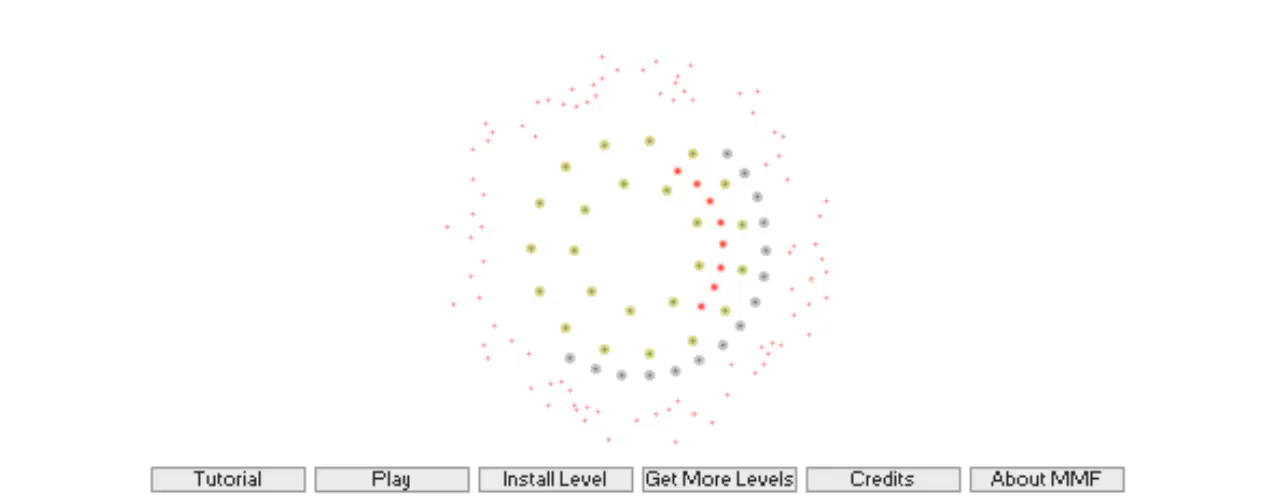 Tutorial
Play
Install Level
Get More Levels
Credits
About MMF